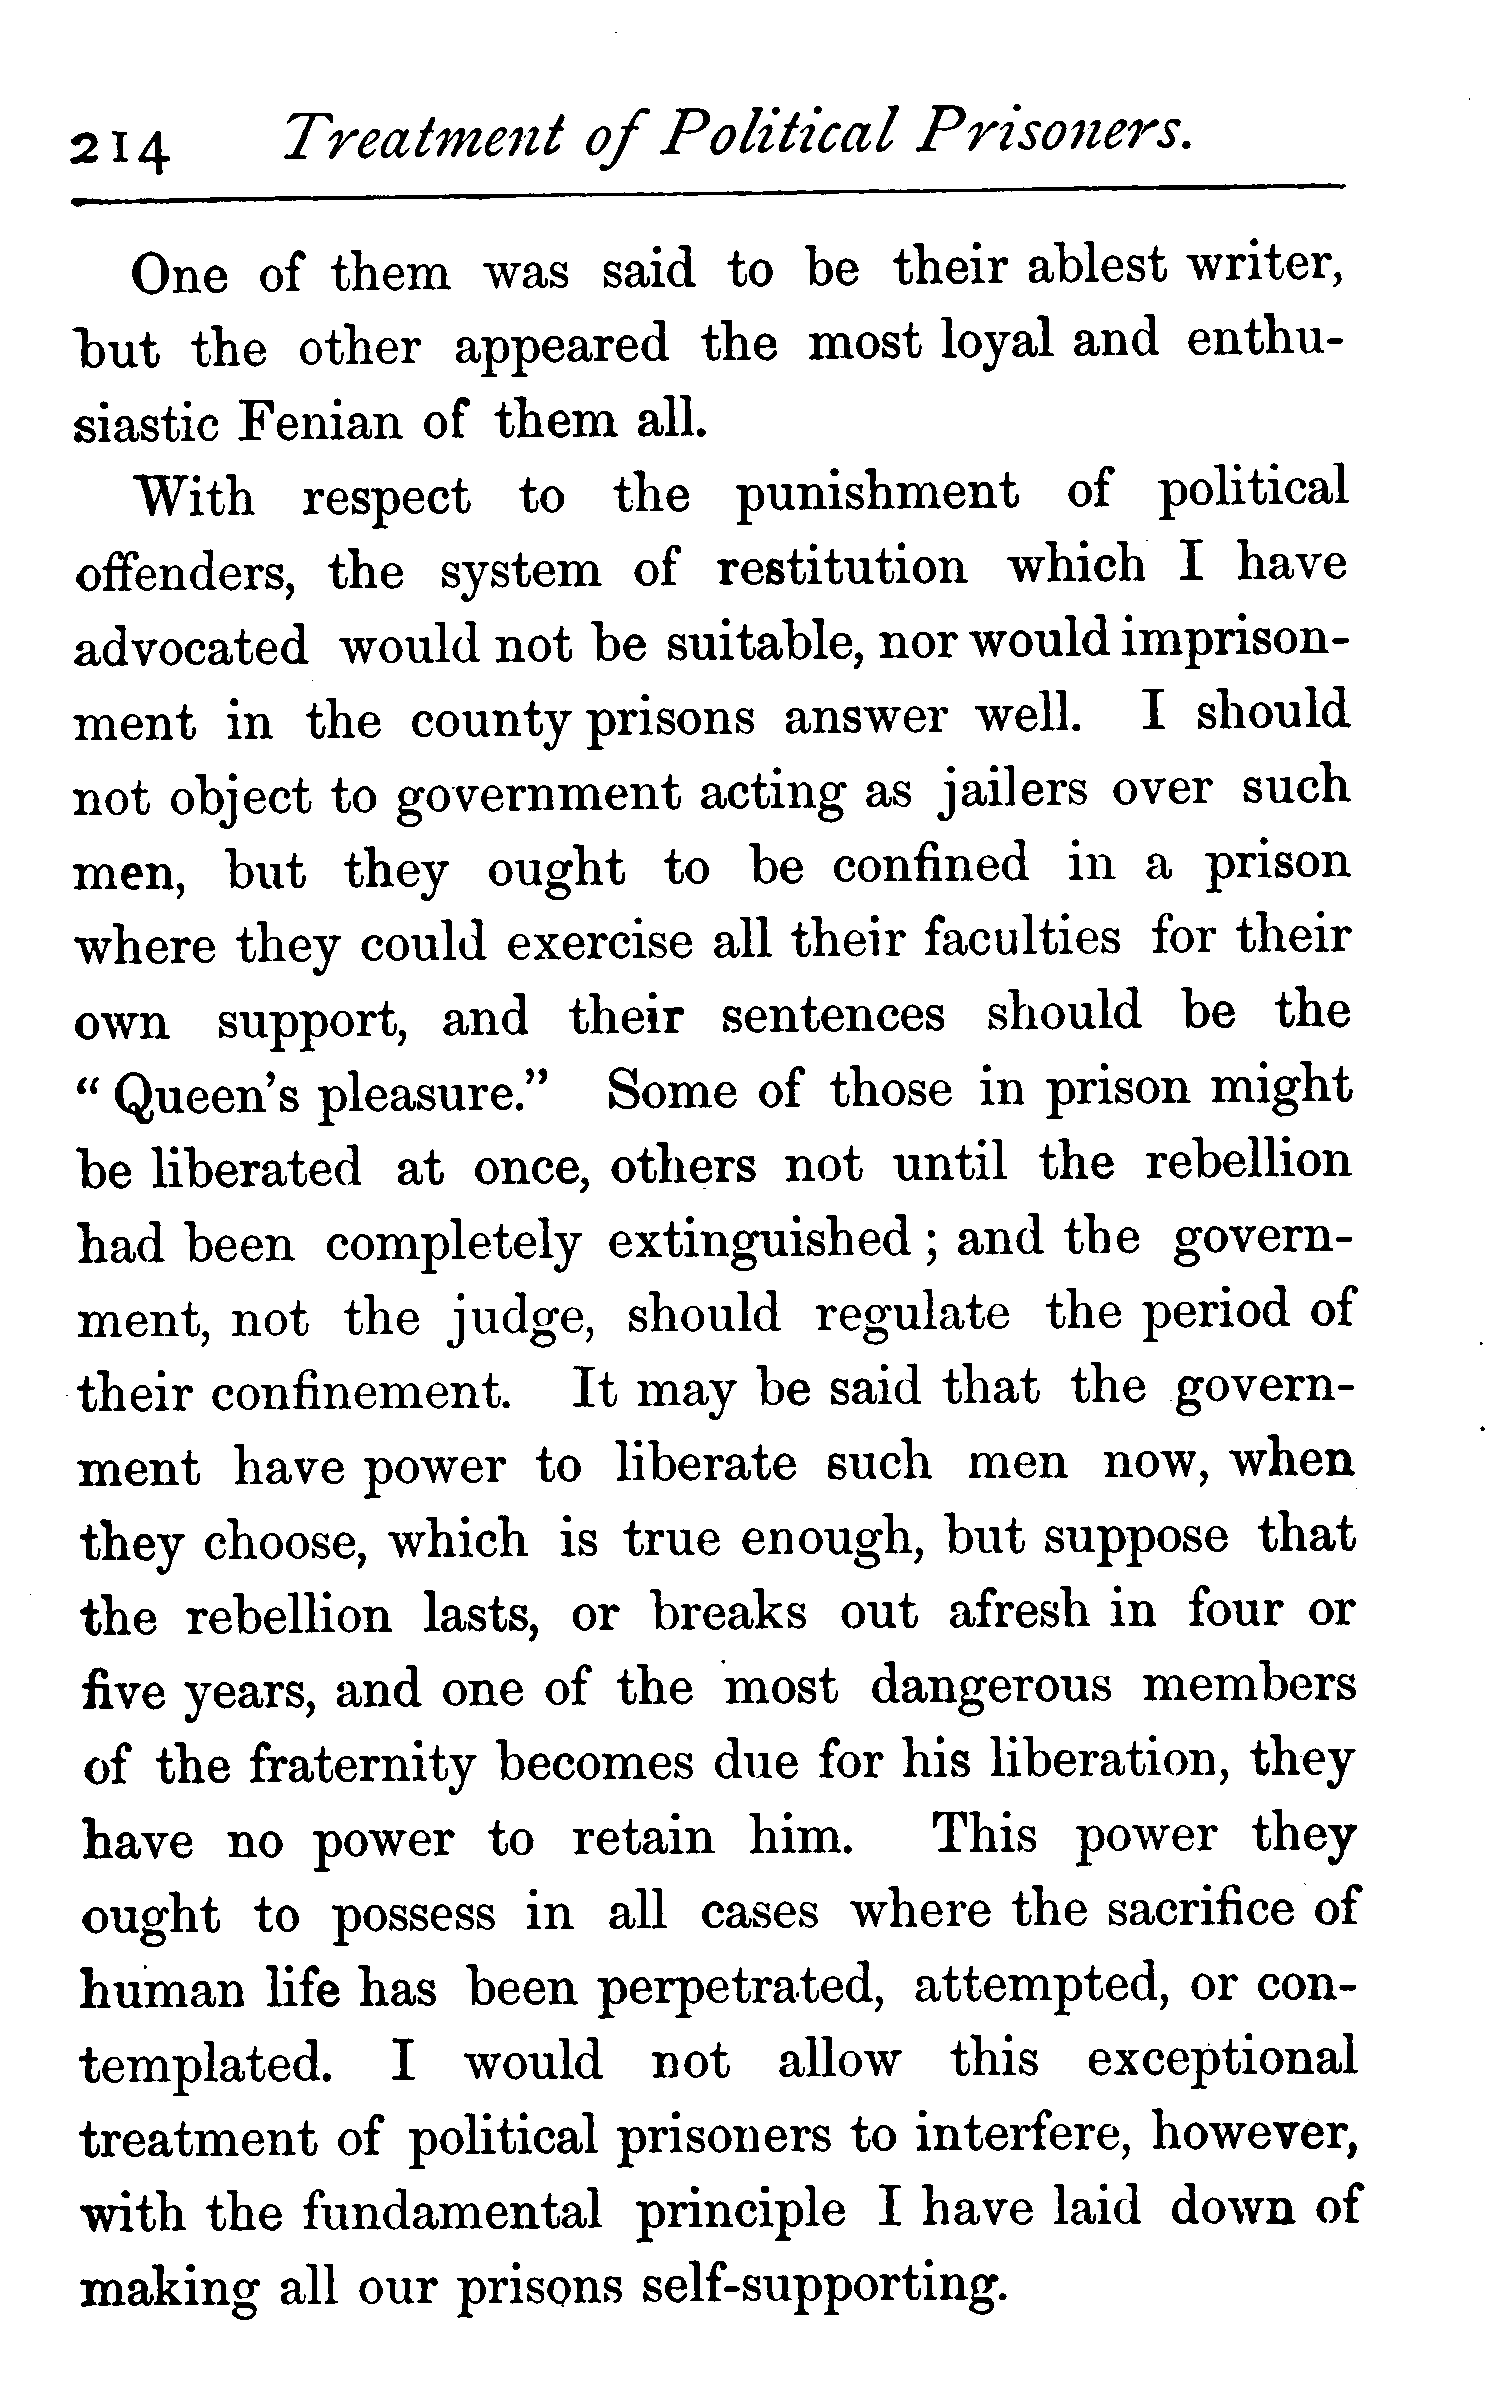 214 Treatment of Political Prisoners.
One of them was said to be their ablest writer,
but the other appeared the most loyal and enthu-
siastic Fenian of them all.
With respect to the punishment of political
offenders, the system of restitution which I have
advocated would not be suitable, nor would imprison-
ment in the county prisons answer well. I should
not object to government acting as jailers over such
men, but they ought to be confined in a prison
where they could exercise all their faculties for their
own support, and their sentences should be the
“ Queen’s pleasure.” Some of those in prison might
be liberated at once, others not until the rebellion
had been completely extinguished ; and the govern-
ment, not the judge, should regulate the period of
their confinement. It may be said that the govern-
ment have power to liberate such men now, when
they choose, which is true enough, but suppose that
the rebellion lasts, or breaks out afresh in four or
five years, and one of the most dangerous members
of the fraternity becomes due for his liberation, they
have no power to retain him. This power they
ought to possess in all cases where the sacrifice of
human life has been perpetrated, attempted, or con-
templated. I would not allow this exceptional
treatment of political prisoners to interfere, however,
with the fundamental principle I have laid down of
making all our prisons self-supporting.